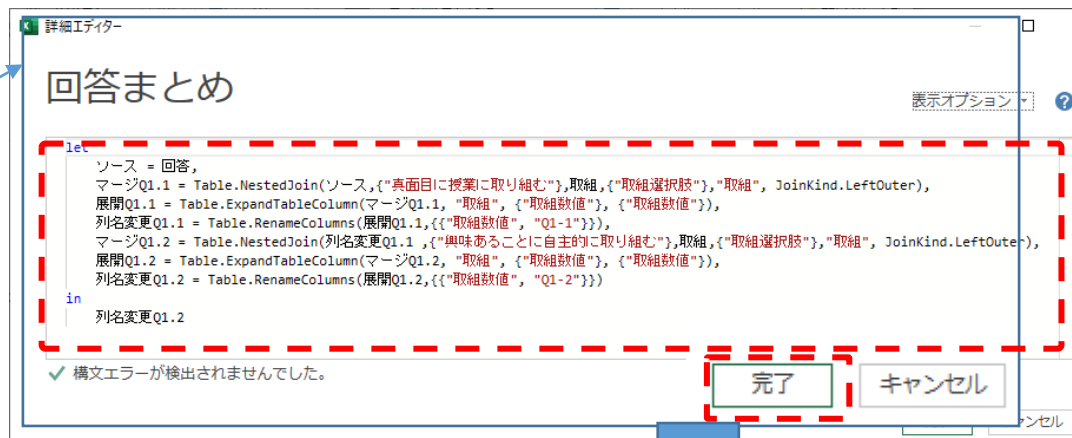 詳細エディター
回答まとめ
表示オプション
?
let
ソース = 回答,
マージQ1.1 = Table.NestedJoin(ソース,{"真面目に授業に取り組む"},取組,{"取組選択肢"},"取組", JoinKind.LeftOuter),
展開Q1.1 = Table.ExpandTableColumn(マージQ1.1, "取組", {"取組数値"}, {"取組数値"}),
列名変更Q1.1 = Table.RenameColumns(展開Q1.1,{{"取組数値", "Q1-1"}}),
マージQ1.2 = Table.NestedJoin(列名変更Q1.1 ,{"興味あることに自主的に取り組む"},取組,{"取組選択肢"},"取組", JoinKind.LeftOuter),
展開Q1.2 = Table.ExpandTableColumn(マージQ1.2, "取組", {"取組数値"}, {"取組数値"}),
列名変更Q1.2 = Table.RenameColumns(展開Q1.2,{{"取組数値", "Q1-2"}})
in
列名変更Q1.2
構文エラーが検出されませんでした。
完了
キャンセル
ンセル